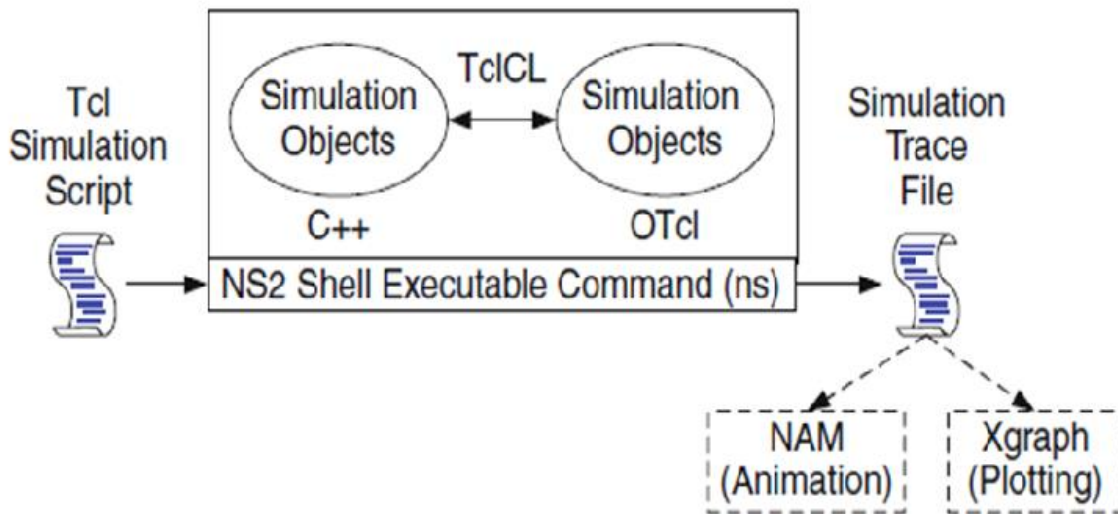 Tcl
Simulation
Script
Simulation
Objects
C++
TclCL
Simulation
Objects
OTcl
NS2 Shell Executable Command (ns)
Simulation
Trace
File
NAM
(Animation)
Xgraph
(Plotting)